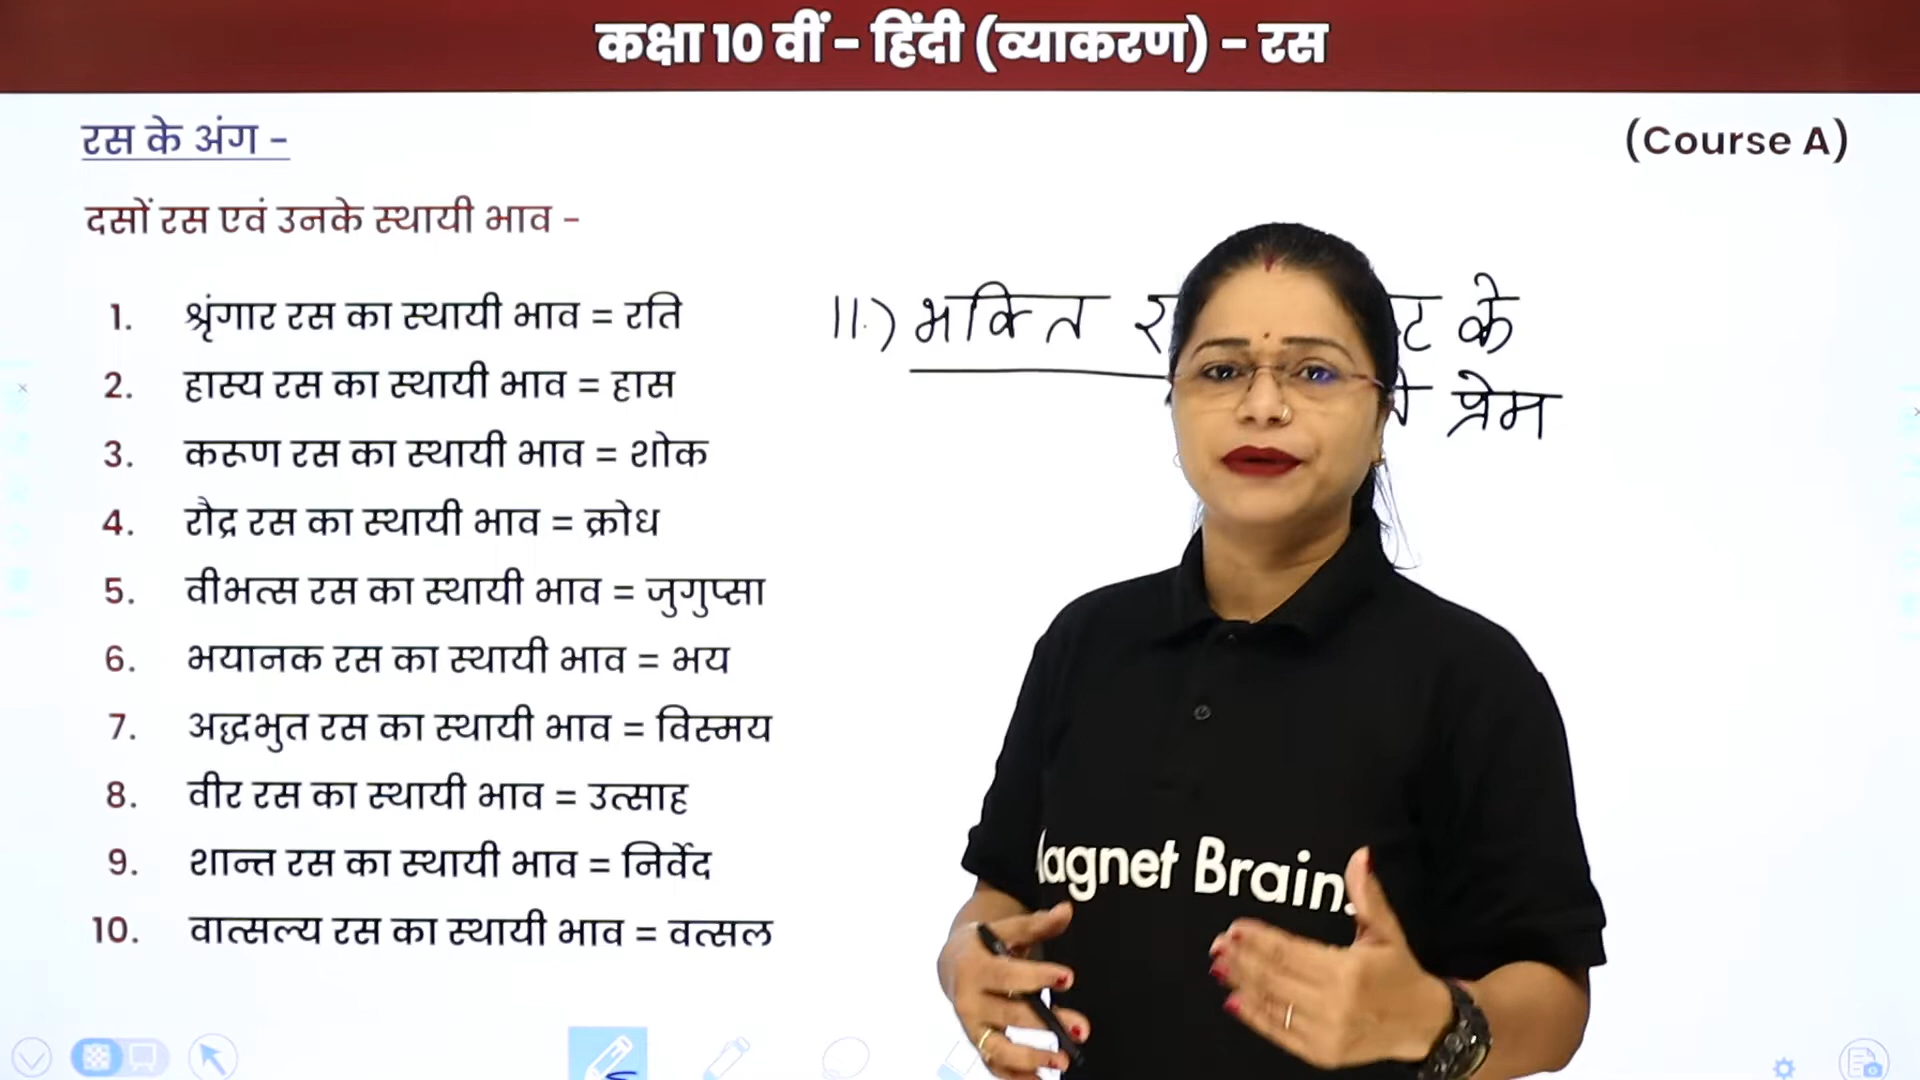 कक्षा 10 वीं - हिंदी (व्याकरण) - रस
रस के अंग -
(Course A)
दसों रस एवं उनके स्थायी भाव -
1. श्रृंगार रस का स्थायी भाव = रति
2. हास्य रस का स्थायी भाव = हास
3. करूण रस का स्थायी भाव = शोक
4. रौद्र रस का स्थायी भाव = क्रोध
5. वीभत्स रस का स्थायी भाव = जुगुप्सा
6. भयानक रस का स्थायी भाव = भय
7. अद्धभुत रस का स्थायी भाव = विस्मय
8. वीर रस का स्थायी भाव = उत्साह
9. शान्त रस का स्थायी भाव = निर्वेद
10. वात्सल्य रस का स्थायी भाव = वत्सल
11.) भक्ति के
प्रेम
agnet Brain